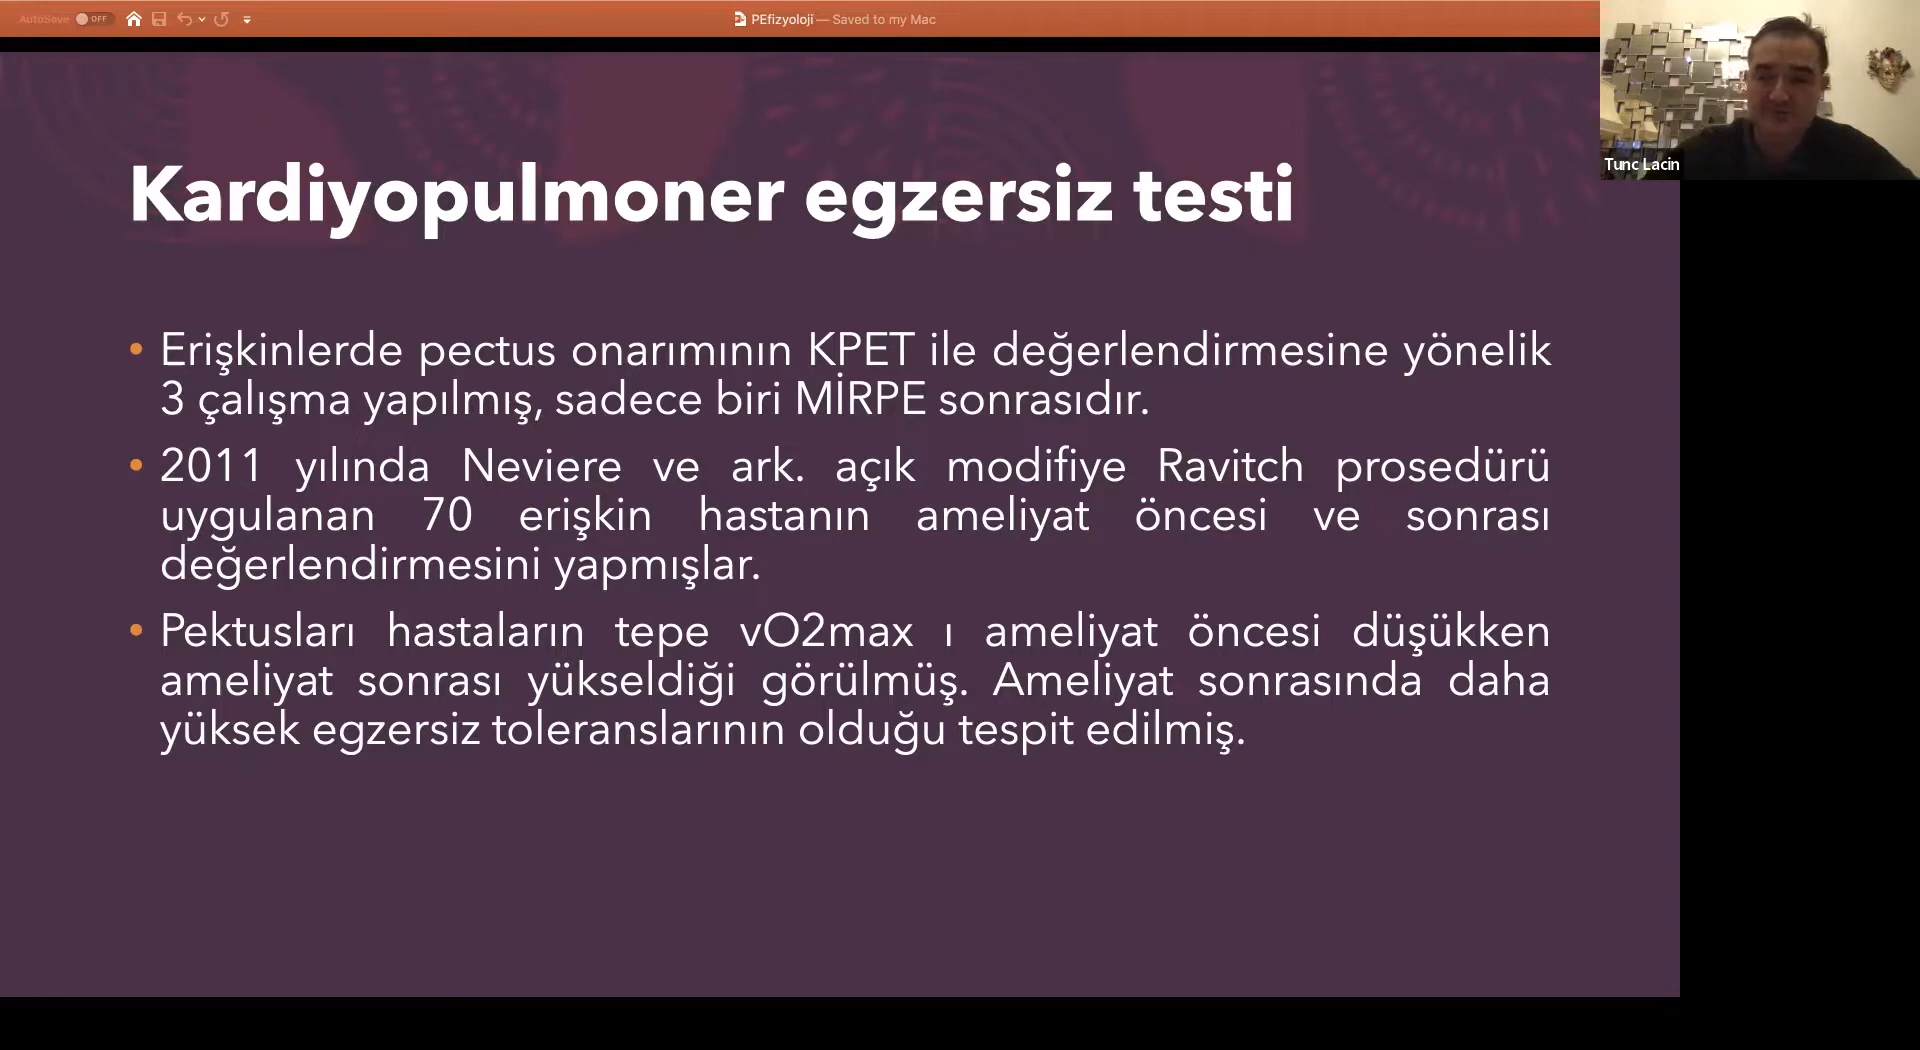 AutoSave OFF
PEfizyoloji — Saved to my Mac
Tunc Lacin
Kardiyopulmoner egzersiz testi
• Erişkinlerde pectus onarımının KPET ile değerlendirmesine yönelik
3 çalışma yapılmış, sadece biri MİRPE sonrasıdır.
• 2011 yılında Neviere ve ark. açık modifiye Ravitch prosedürü
uygulanan 70 erişkin hastanın ameliyat öncesi ve sonrası
değerlendirmesini yapmışlar.
• Pektusları hastaların tepe vO2max ı ameliyat öncesi düşükken
ameliyat sonrası yükseldiği görülmüş. Ameliyat sonrasında daha
yüksek egzersiz toleranslarının olduğu tespit edilmiş.